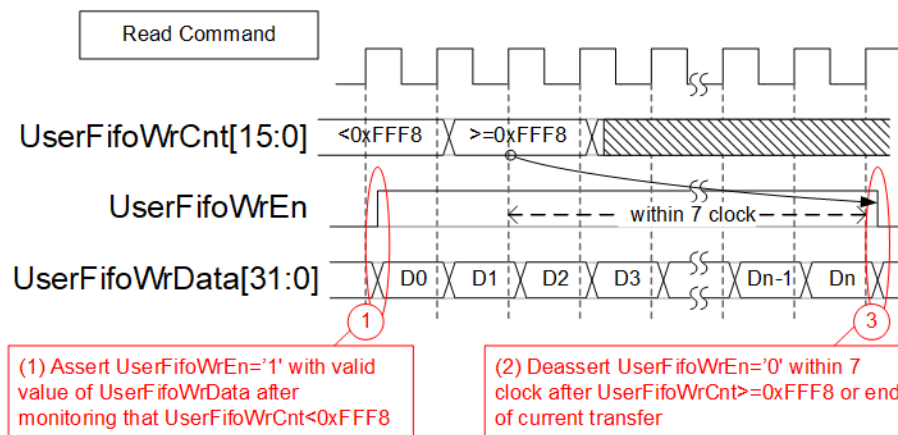 Read Command
UserFifoWrCnt[15:0]
<0xFFF8
>=0xFFF8
UserFifoWrEn
within 7 clock
UserFifoWrData[31:0]
D0
D1
D2
D3
Dn-1
Dn
1
3
(1) Assert UserFifoWrEn='1' with valid
value of UserFifoWrData after
monitoring that UserFifoWrCnt<0xFFF8
(2) Deassert UserFifoWrEn='0' within 7
clock after UserFifoWrCnt>=0xFFF8 or end
of current transfer